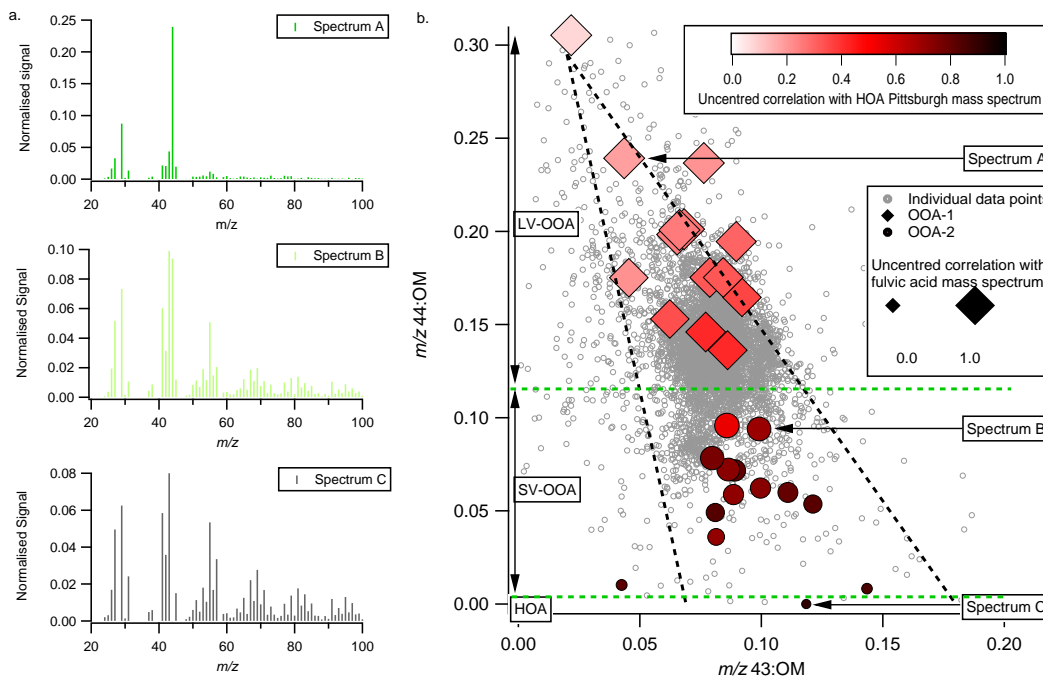 a.
Spectrum A
Normalised signal
0.25
0.20
0.15
0.10
0.05
0.00
20 40 60 80 100
m/z
Spectrum B
Normalised signal
0.10
0.08
0.06
0.04
0.02
0.00
20 40 60 80 100
m/z
Spectrum C
Normalised Signal
0.08
0.06
0.04
0.02
0.00
20 40 60 80 100
m/z
b.
m/z 44:OM
0.30
0.25
0.20
0.15
0.10
0.05
0.00
LV-OOA
SV-OOA
HOA
0.0 0.2 0.4 0.6 0.8 1.0
Uncentred correlation with HOA Pittsburgh mass spectrum
Spectrum A
Individual data points
OOA-1
OOA-2
Uncentred correlation with
fulvic acid mass spectrum
0.0 1.0
Spectrum B
Spectrum C
0.00 0.05 0.10 0.15 0.20
m/z 43:OM